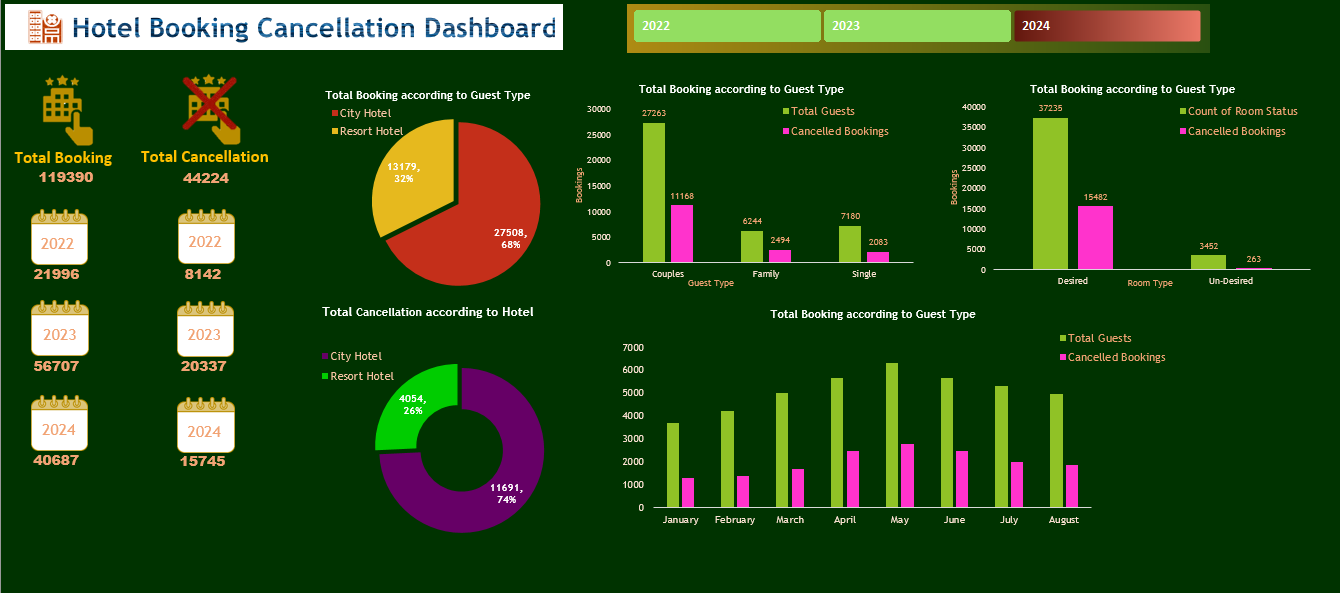 Hotel Booking Cancellation Dashboard
2022
2023
2024
Total Booking
119390
Total Cancellation
44224
2022
21996
2022
8142
2023
56707
2023
20337
2024
40687
2024
15745
Total Booking according to Guest Type
City Hotel
Resort Hotel
13179,
32%
27508,
68%
Total Cancellation according to Hotel
City Hotel
Resort Hotel
4054,
26%
11691,
74%
Total Booking according to Guest Type
Total Guests
Cancelled Bookings
Bookings
30000
25000
20000
15000
10000
5000
0
27263
11168
6244
2494
7180
2083
Couples
Family
Single
Guest Type
Total Booking according to Guest Type
Count of Room Status
Cancelled Bookings
Bookings
40000
35000
30000
25000
20000
15000
10000
5000
0
37235
15482
3452
263
Desired
Un-Desired
Room Type
Total Booking according to Guest Type
Total Guests
Cancelled Bookings
7000
6000
5000
4000
3000
2000
1000
0
January
February
March
April
May
June
July
August